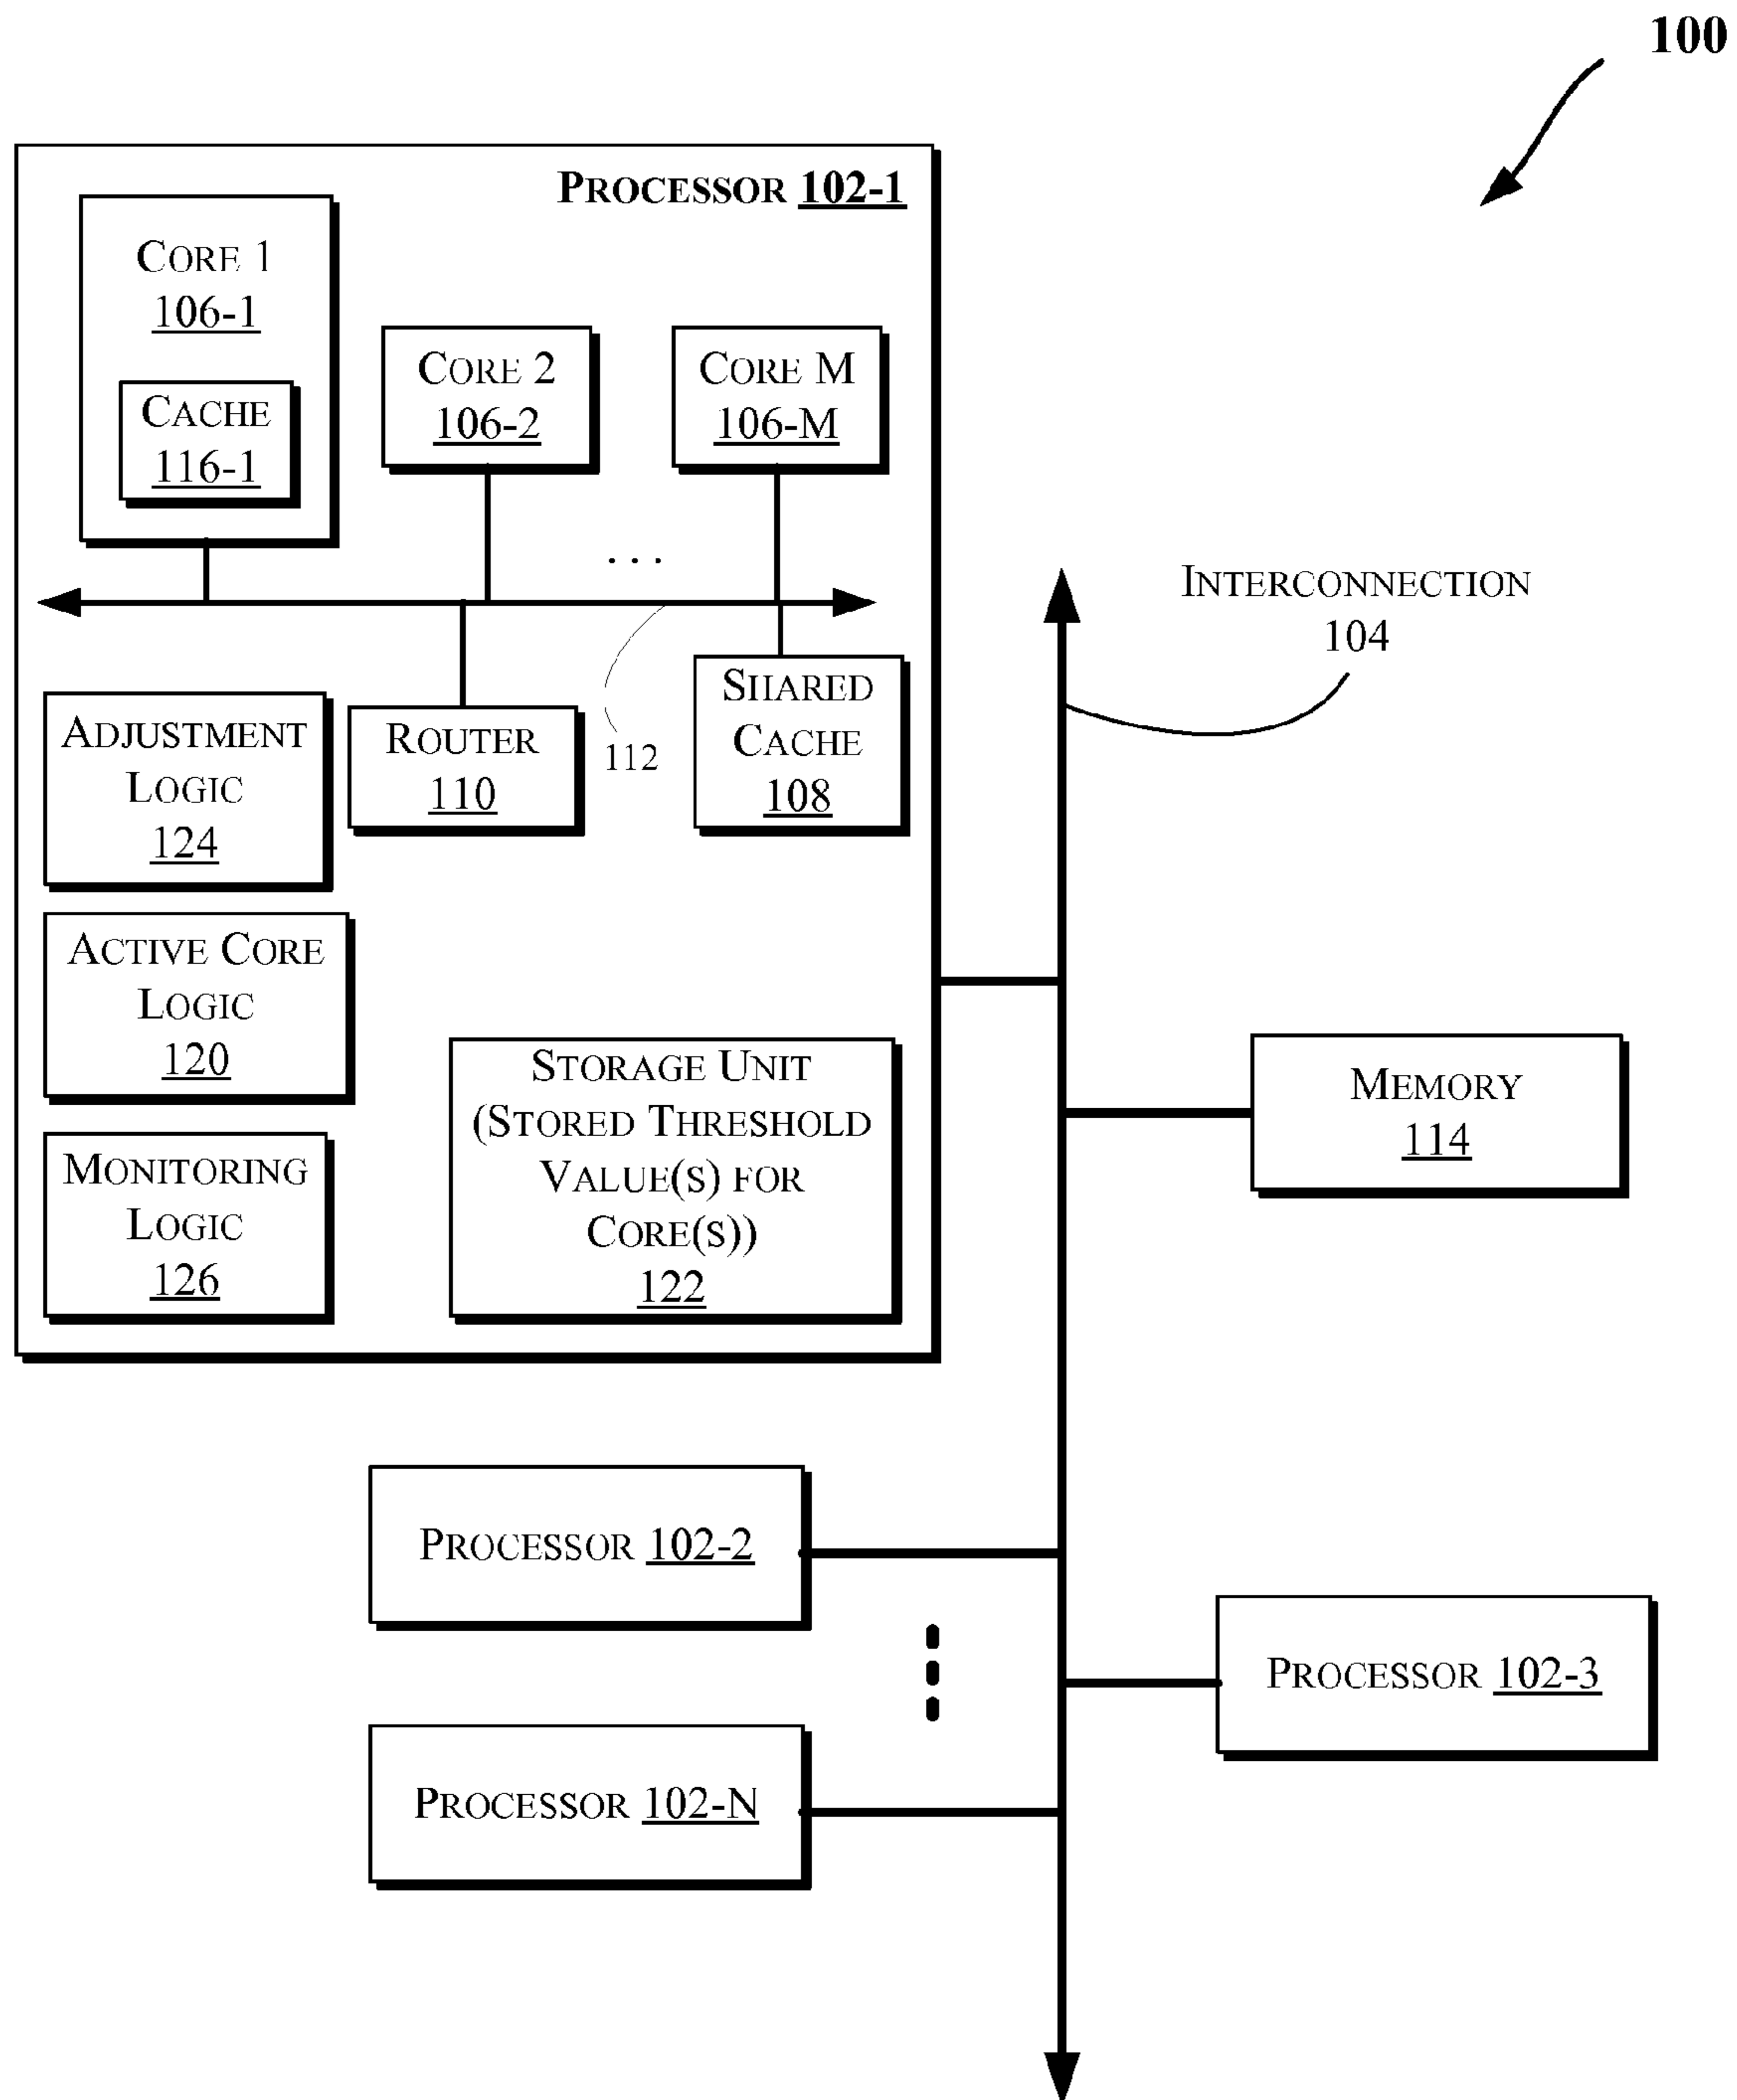 100
PROCESSOR 102-1
CORE 1
106-1
CACHE
116-1
CORE 2
106-2
CORE M
106-M
. . .
INTERCONNECTION
104
ADJUSTMENT
LOGIC
124
ROUTER
110
112
SHARED
CACHE
108
ACTIVE CORE
LOGIC
120
STORAGE UNIT
(STORED THRESHOLD
VALUE(S) FOR
CORE(S))
122
MONITORING
LOGIC
126
MEMORY
114
PROCESSOR 102-2
PROCESSOR 102-3
PROCESSOR 102-N